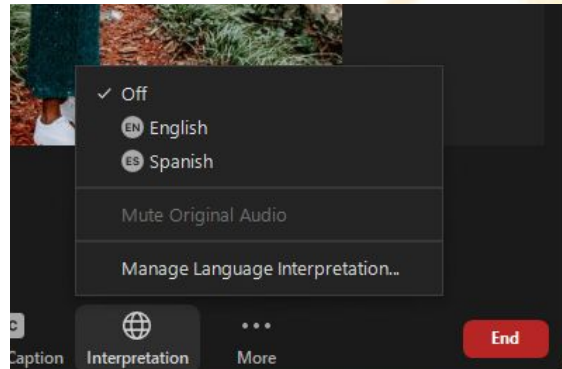 Off
EN English
ES Spanish
Mute Original Audio
Manage Language Interpretation...
C
Caption Interpretation More End